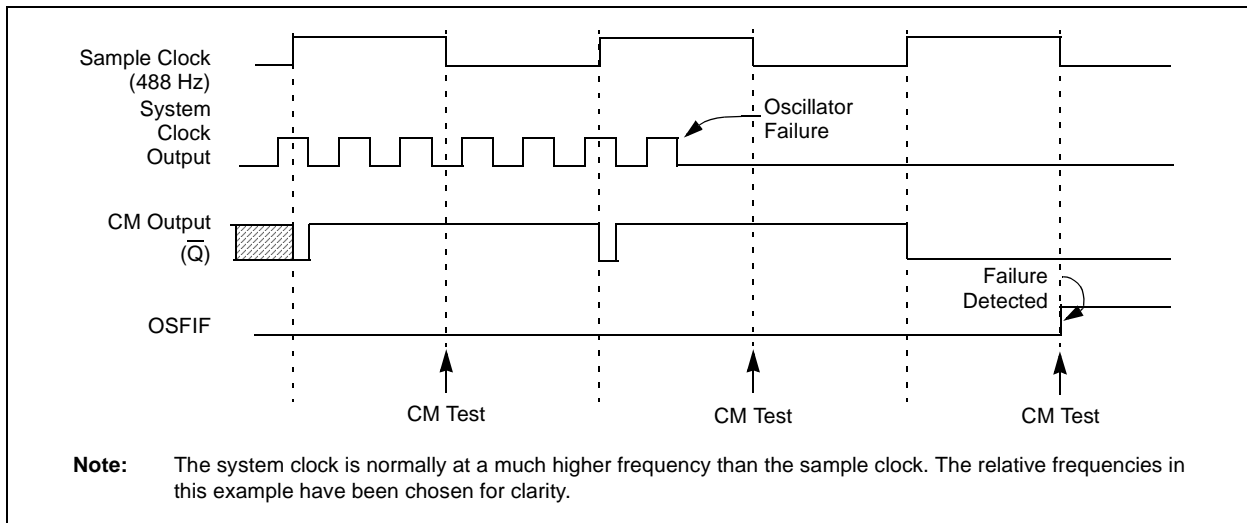 Sample Clock
(488 Hz)
System
Clock
Output
Oscillator
Failure
CM Output
(Q̅)
Failure
Detected
OSFIF
CM Test
CM Test
CM Test
Note: The system clock is normally at a much higher frequency than the sample clock. The relative frequencies in
this example have been chosen for clarity.